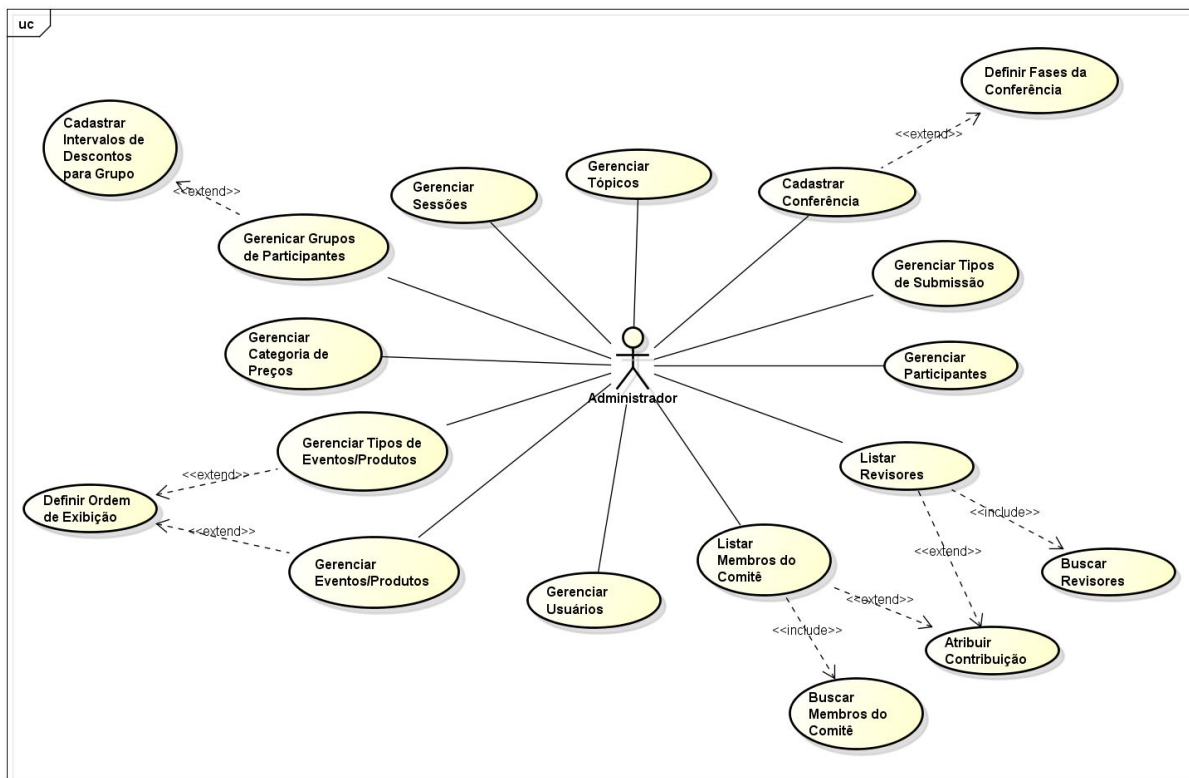 uc
Definir Fases da
Conferência
<<extend>>
Cadastrar
Intervalos de
Descontos
para Grupo
<<extend>>
Gerenciar
Sessões
Gerenciar
Tópicos
Cadastrar
Conferência
Gerenicar Grupos
de Participantes
Gerenciar Tipos
de Submissão
Gerenciar
Categoria de
Preços
Gerenciar
Participantes
Administrador
Gerenciar Tipos de
Eventos/Produtos
Listar
Revisores
<<extend>>
Definir Ordem
de Exibição
<<extend>>
<<include>>
Gerenciar
Eventos/Produtos
Listar
Membros do
Comitê
<<extend>>
Buscar
Revisores
Gerenciar
Usuários
<<extend>>
<<include>>
Atribuir
Contribuição
Buscar
Membros do
Comitê